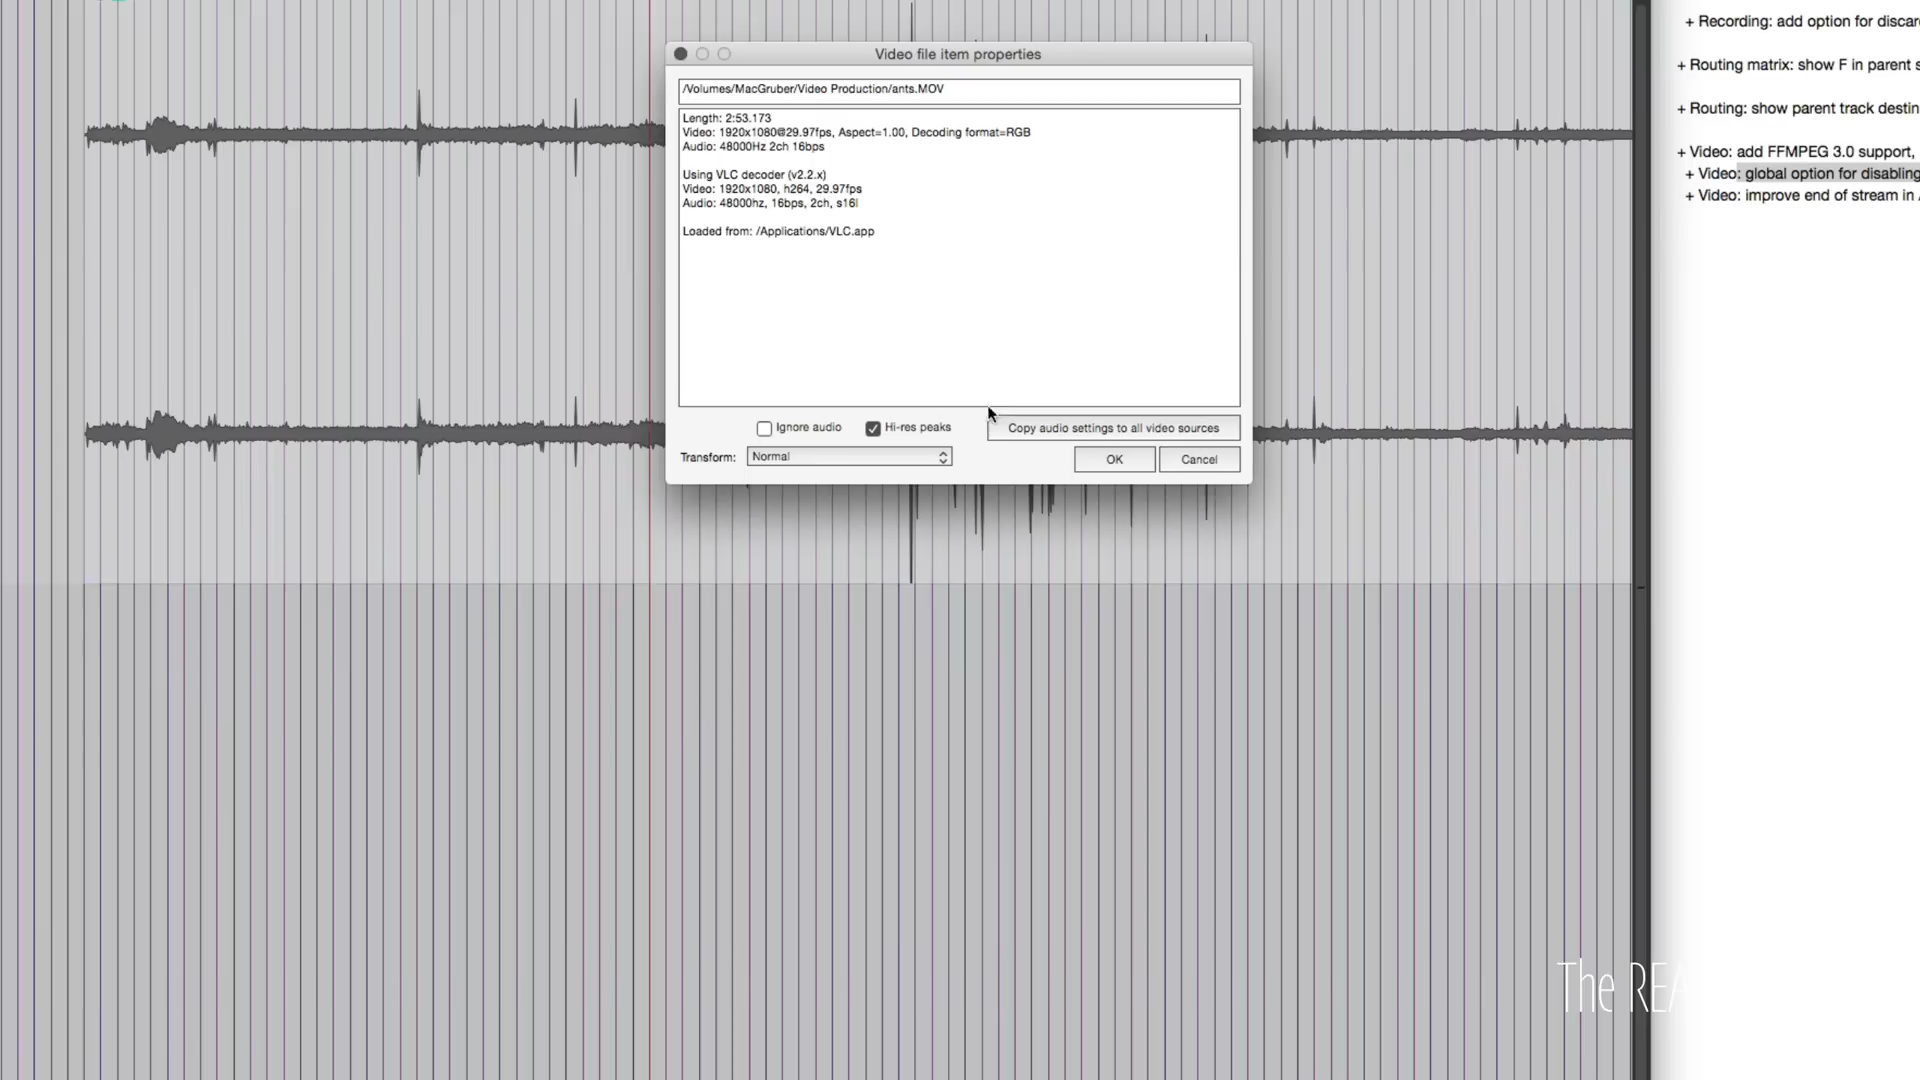 Video file item properties
/Volumes/MacGruber/Video Production/ants.MOV
Length: 2:53.173
Video: 1920x1080@29.97fps, Aspect=1.00, Decoding format=RGB
Audio: 48000Hz 2ch 16bps
Using VLC decoder (v2.2.x)
Video: 1920x1080, h264, 29.97fps
Audio: 48000hz, 16bps, 2ch, s16l
Loaded from: /Applications/VLC.app
Ignore audio
Hi-res peaks
Copy audio settings to all video sources
Transform:
Normal
OK
Cancel
+ Recording: add option for discar
+ Routing matrix: show F in parent s
+ Routing: show parent track destin
+ Video: add FFMPEG 3.0 support,
+ Video: global option for disabling
+ Video: improve end of stream in
The REA